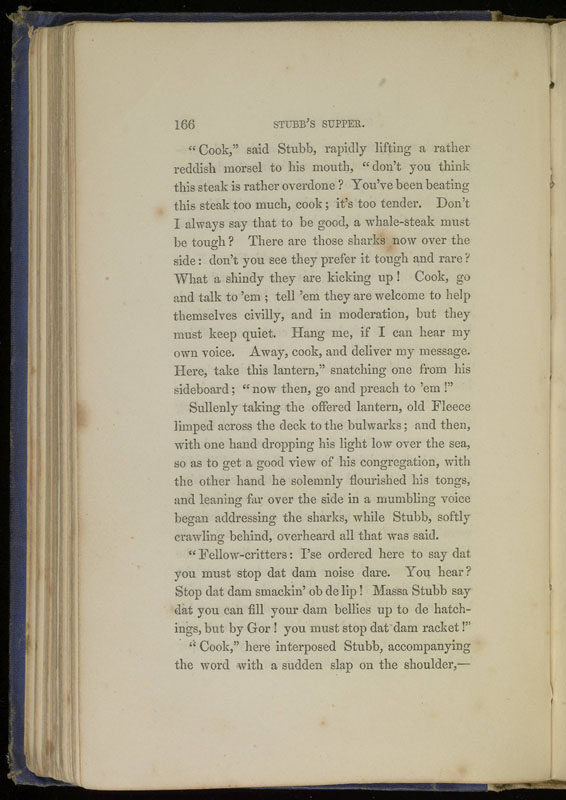 166 STUBB'S SUPPER.
“Cook,” said Stubb, rapidly lifting a rather
reddish morsel to his mouth, “don't you think
this steak is rather overdone? You've been beating
this steak too much, cook; it's too tender. Don't
I always say that to be good, a whale-steak must
be tough? There are those sharks now over the
side: don't you see they prefer it tough and rare?
What a shindy they are kicking up! Cook, go
and talk to 'em; tell 'em they are welcome to help
themselves civilly, and in moderation, but they
must keep quiet. Hang me, if I can hear my
own voice. Away, cook, and deliver my message.
Here, take this lantern,” snatching one from his
sideboard; “now then, go and preach to 'em!”
Sullenly taking the offered lantern, old Fleece
limped across the deck to the bulwarks; and then,
with one hand dropping his light low over the sea,
so as to get a good view of his congregation, with
the other hand he solemnly flourished his tongs,
and leaning far over the side in a mumbling voice
began addressing the sharks, while Stubb, softly
crawling behind, overheard all that was said.
“Fellow-critters: I'se ordered here to say dat
you must stop dat dam noise dare. You hear?
Stop dat dam smackin' ob de lip! Massa Stubb say
dat you can fill your dam bellies up to de hatch-
ings, but by Gor! you must stop dat dam racket!”
“Cook,” here interposed Stubb, accompanying
the word with a sudden slap on the shoulder,—